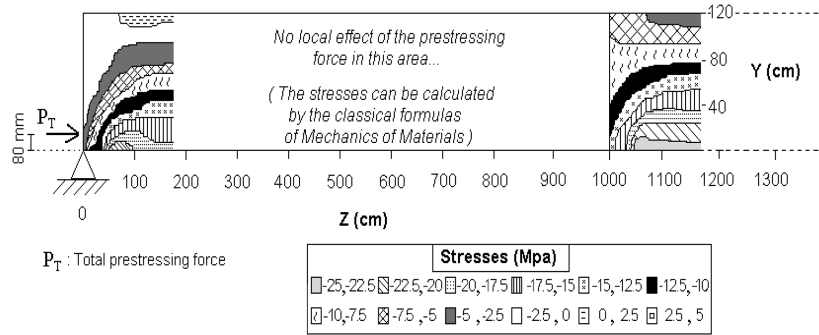 No local effect of the prestressing
force in this area...
( The stresses can be calculated
by the classical formulas
of Mechanics of Materials )
120
80
40
Y (cm)
P_T
80 mm
0
100 200 300 400 500 600 700 800 900 1000 1100 1200 1300
Z (cm)
P_T : Total prestressing force
Stresses (Mpa)
-25,-22.5 -22.5,-20 -20,-17.5 -17.5,-15 -15,-12.5 -12.5,-10
-10,-7.5 -7.5 ,-5 -5 ,-2.5 -2.5, 0 0 , 2.5 2.5 , 5